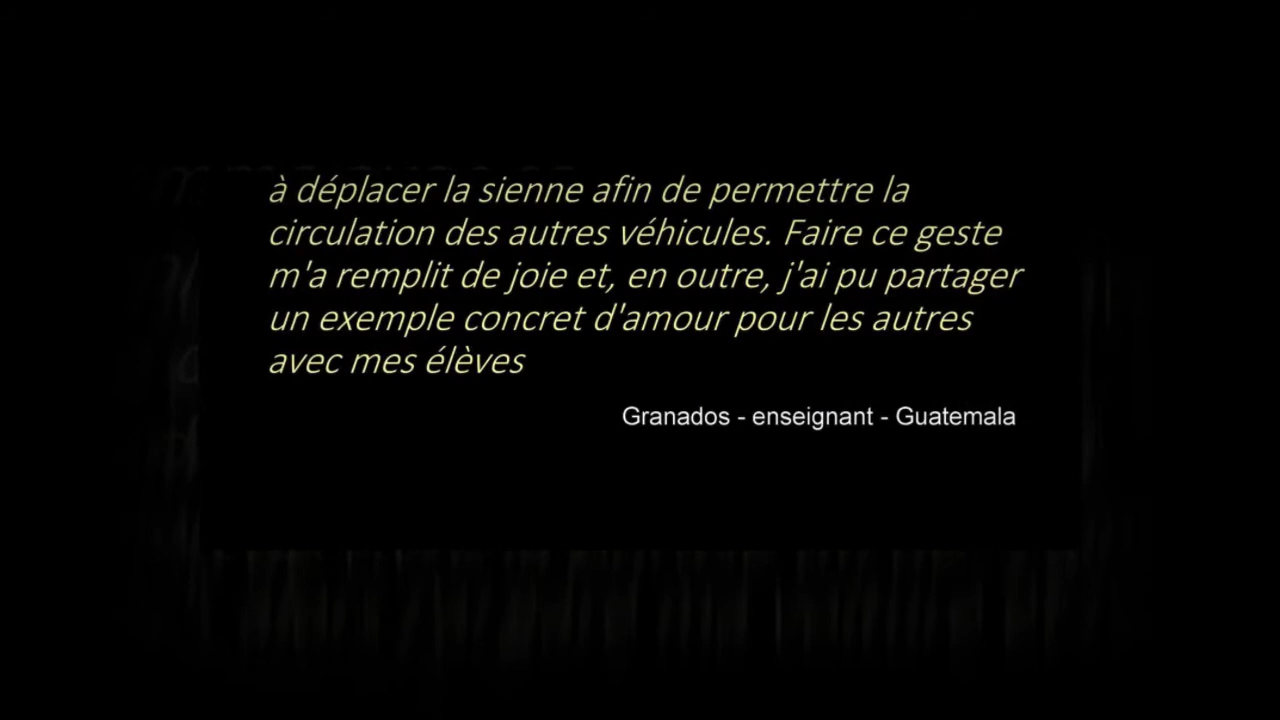 à déplacer la sienne afin de permettre la
circulation des autres véhicules. Faire ce geste
m'a remplit de joie et, en outre, j'ai pu partager
un exemple concret d'amour pour les autres
avec mes élèves
Granados - enseignant - Guatemala